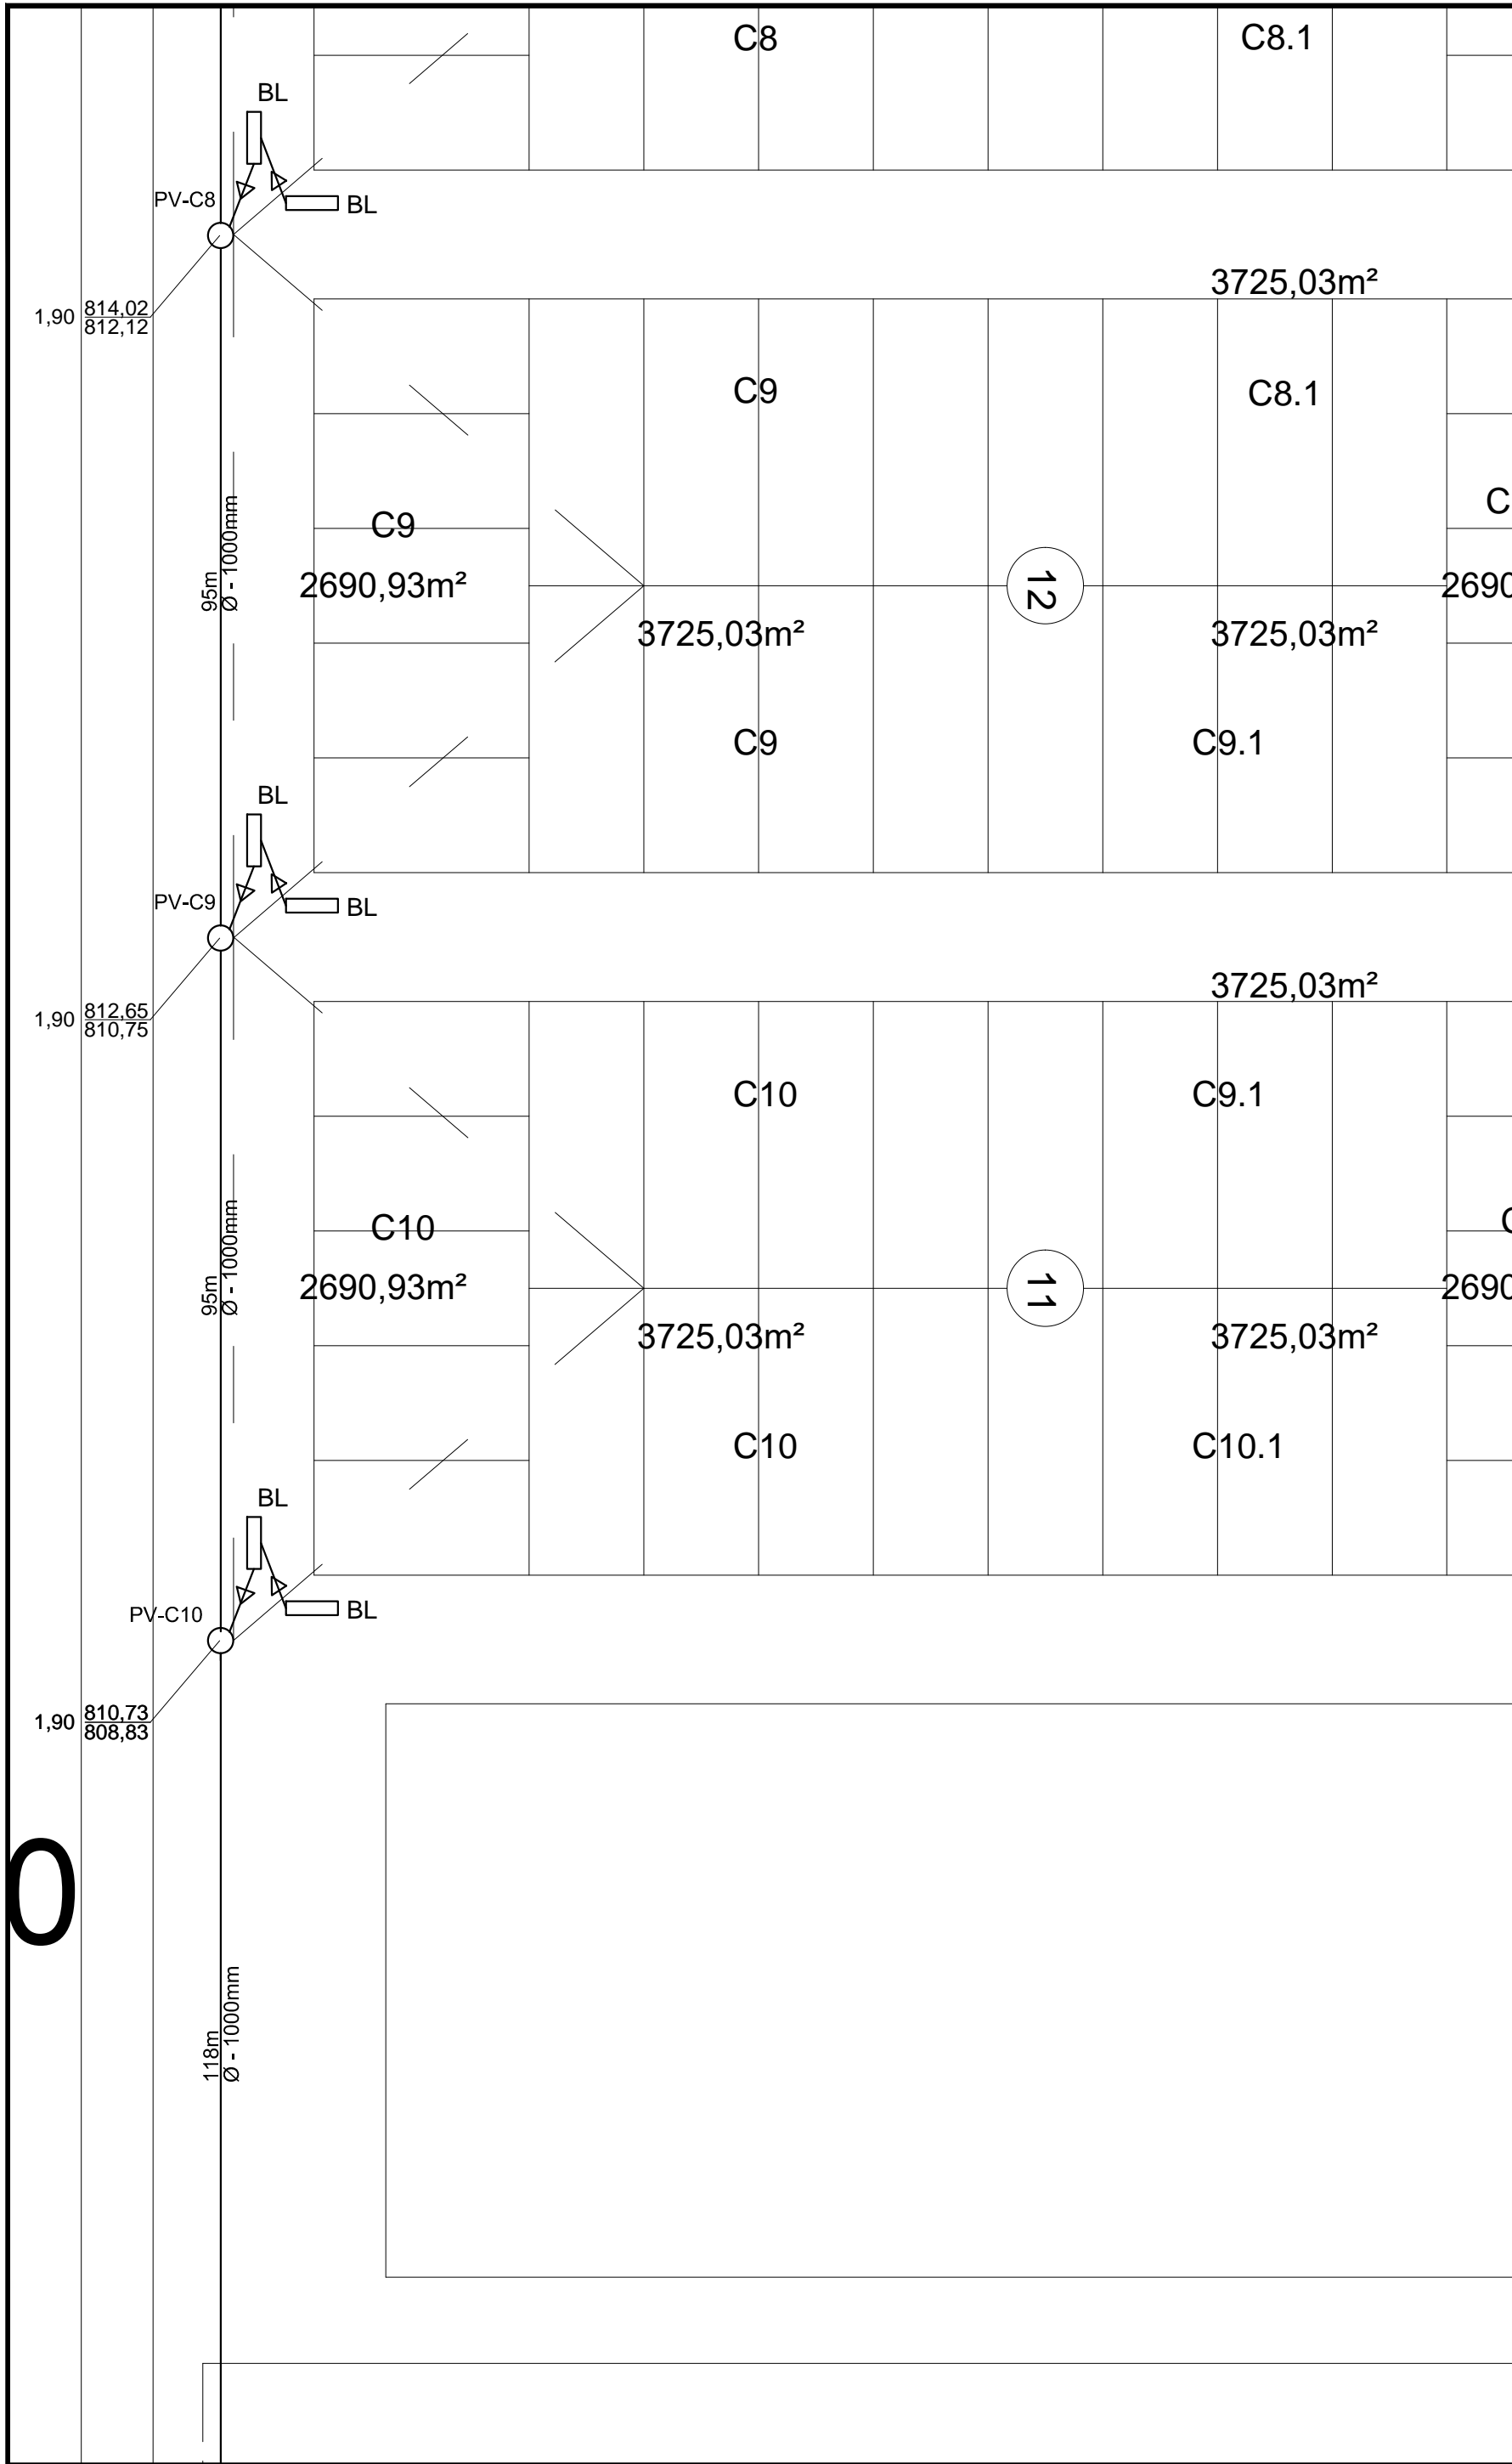 C8
C8.1
BL
PV-C8
BL
3725,03m²
1,90
814,02
812,12
C9
C8.1
C
C9
95m
Ø - 1000mm
2690,93m²
12
2690
3725,03m²
3725,03m²
C9
C9.1
BL
PV-C9
BL
3725,03m²
1,90
812,65
810,75
C10
C9.1
C10
95m
Ø - 1000mm
2690,93m²
11
2690
3725,03m²
3725,03m²
C10
C10.1
BL
PV-C10
BL
1,90
810,73
808,83
0
118m
Ø - 1000mm